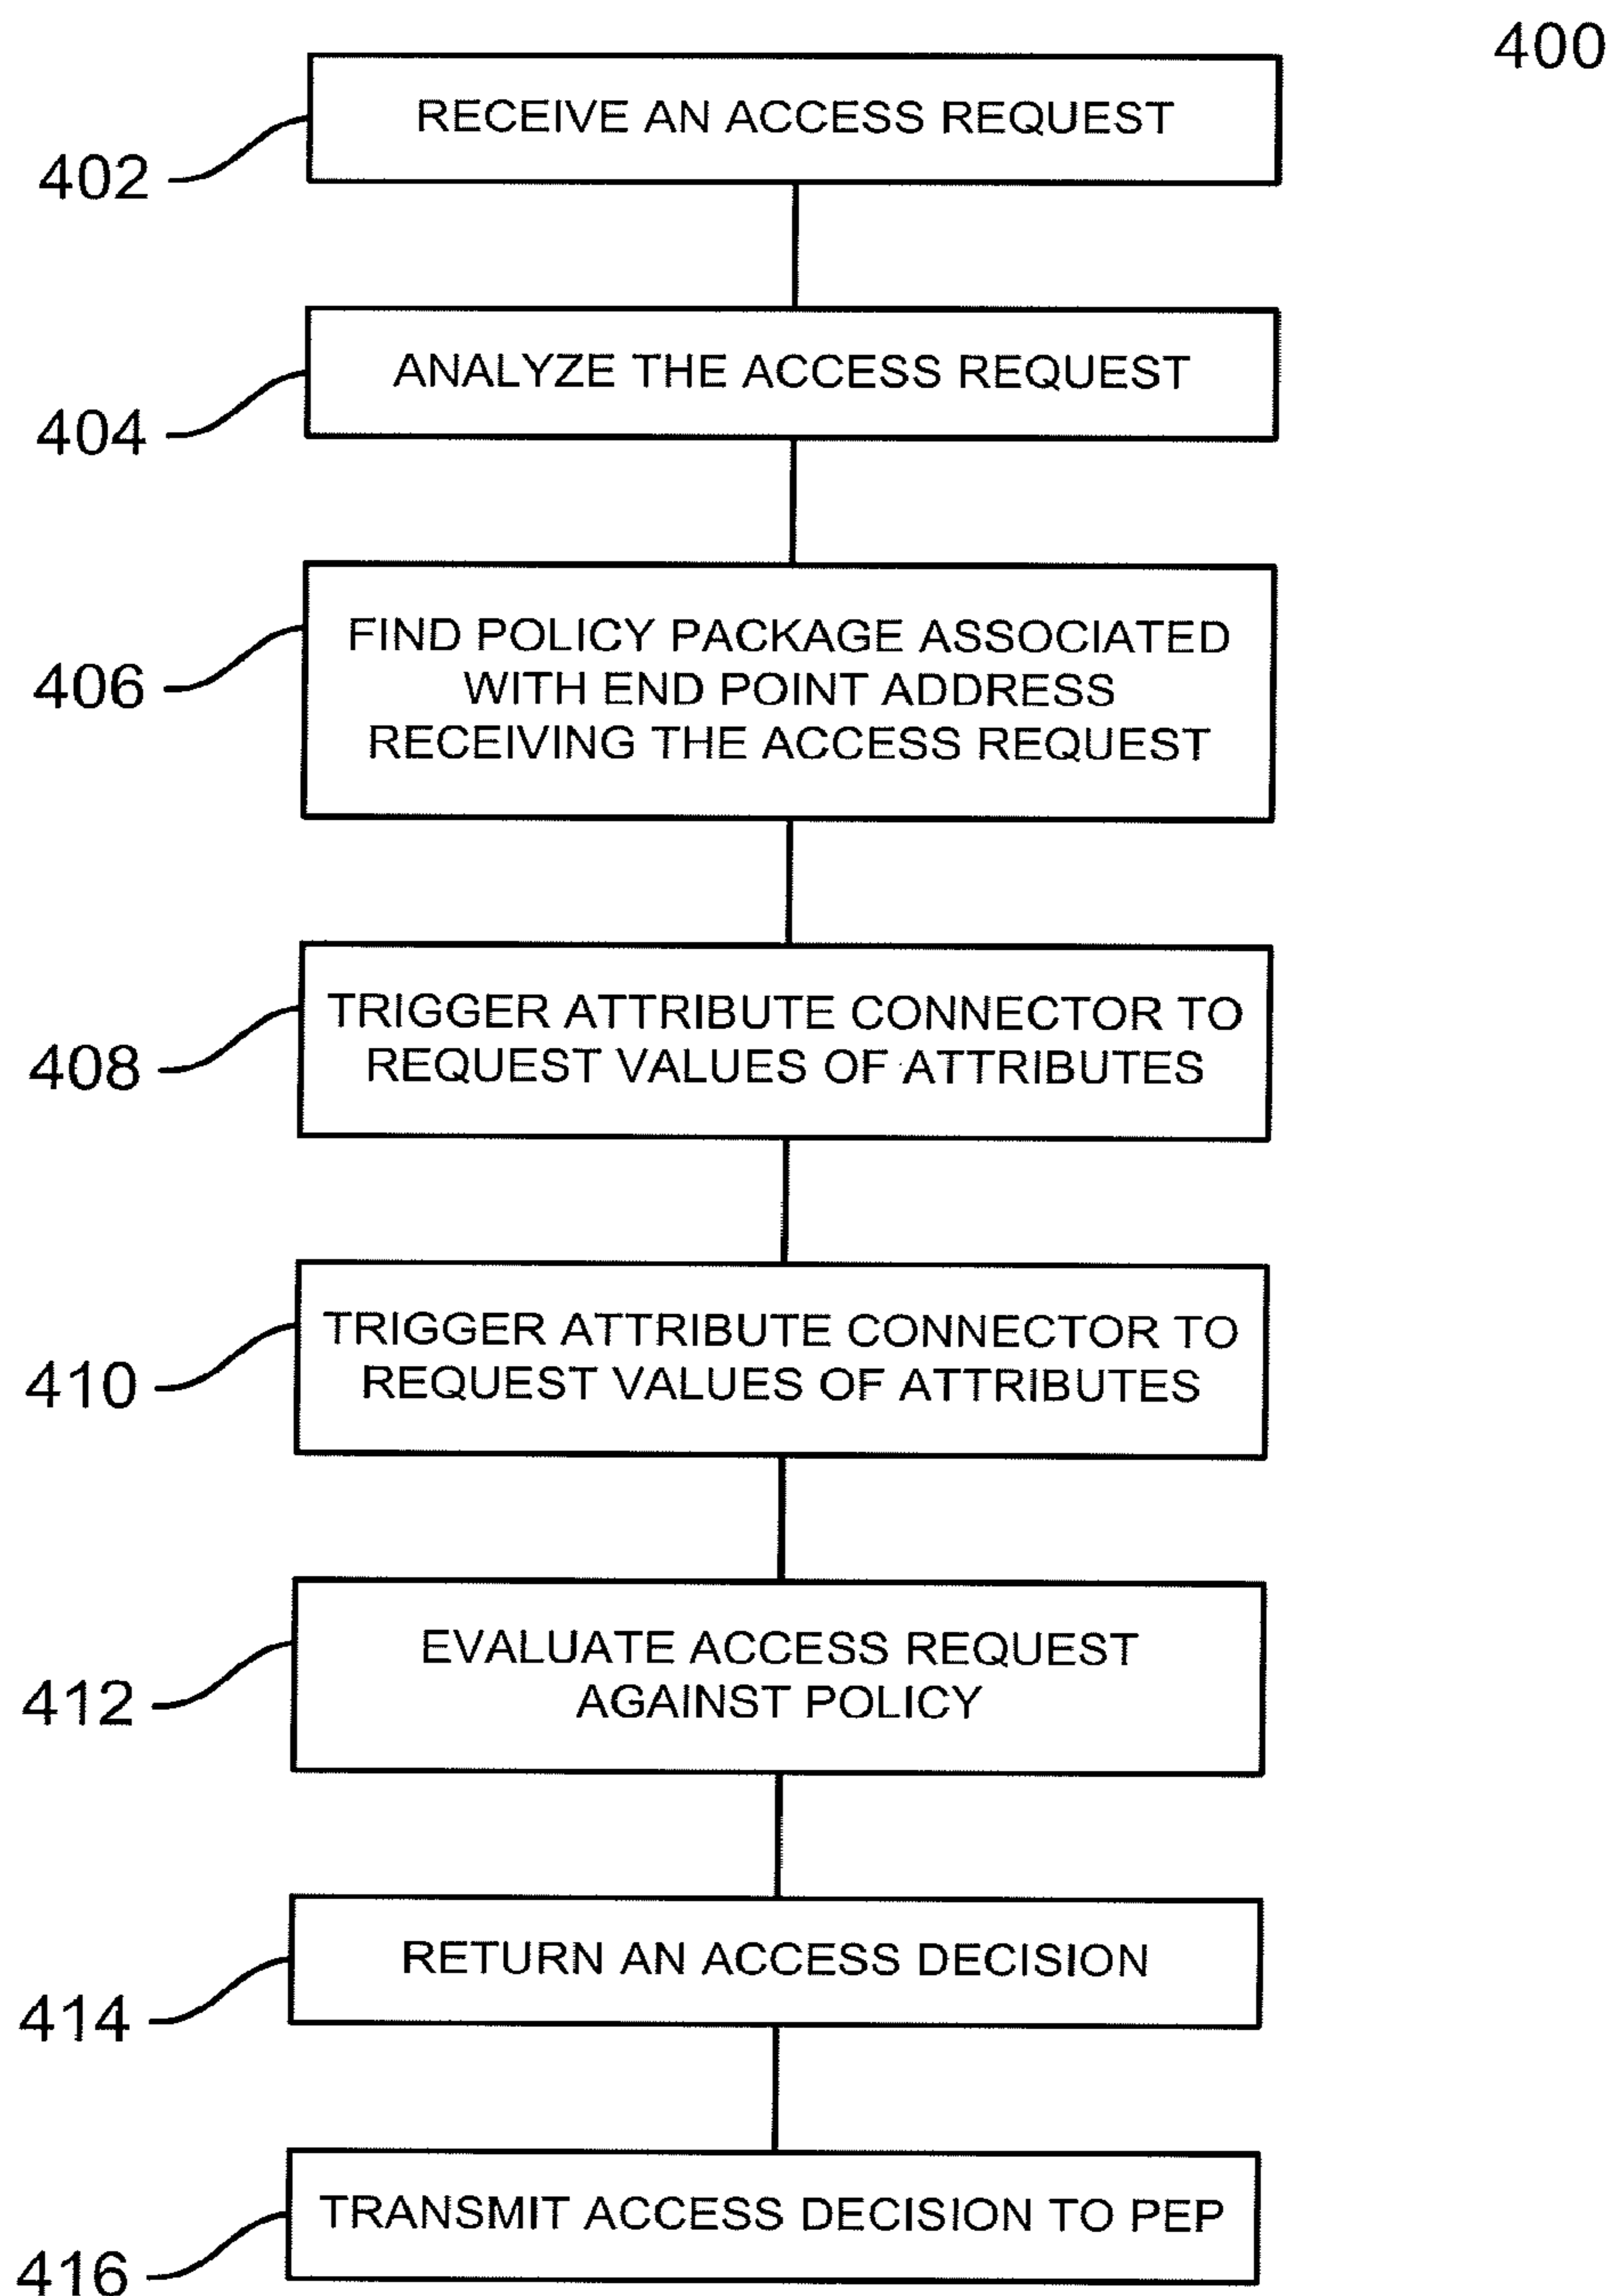 400
RECEIVE AN ACCESS REQUEST
402
ANALYZE THE ACCESS REQUEST
404
FIND POLICY PACKAGE ASSOCIATED
WITH END POINT ADDRESS
RECEIVING THE ACCESS REQUEST
406
TRIGGER ATTRIBUTE CONNECTOR TO
REQUEST VALUES OF ATTRIBUTES
408
TRIGGER ATTRIBUTE CONNECTOR TO
REQUEST VALUES OF ATTRIBUTES
410
EVALUATE ACCESS REQUEST
AGAINST POLICY
412
RETURN AN ACCESS DECISION
414
TRANSMIT ACCESS DECISION TO PEP
416